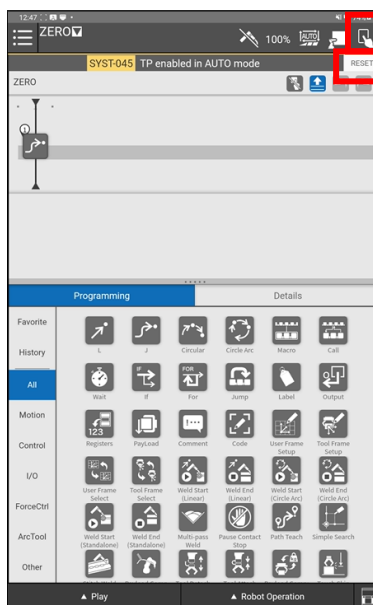 12:47
ZERO
100% AUTO
SYST-045 TP enabled in AUTO mode RESET
ZERO
1
Programming Details
Favorite
History
All
Motion
Control
I/O
ForceCtrl
ArcTool
Other
L J Circular Circle Arc Macro Call
IF FOR
Wait If For Jump Label Output
123
Registers PayLoad Comment Code User Frame Setup Tool Frame Setup
User Frame Select Tool Frame Select Weld Start (Linear) Weld End (Linear) Weld Start (Circle Arc) Weld End (Circle Arc)
Weld Start (Standalone) Weld End (Standalone) Multi-pass Weld Pause Contact Stop Path Teach Simple Search
▲ Play ▲ Robot Operation